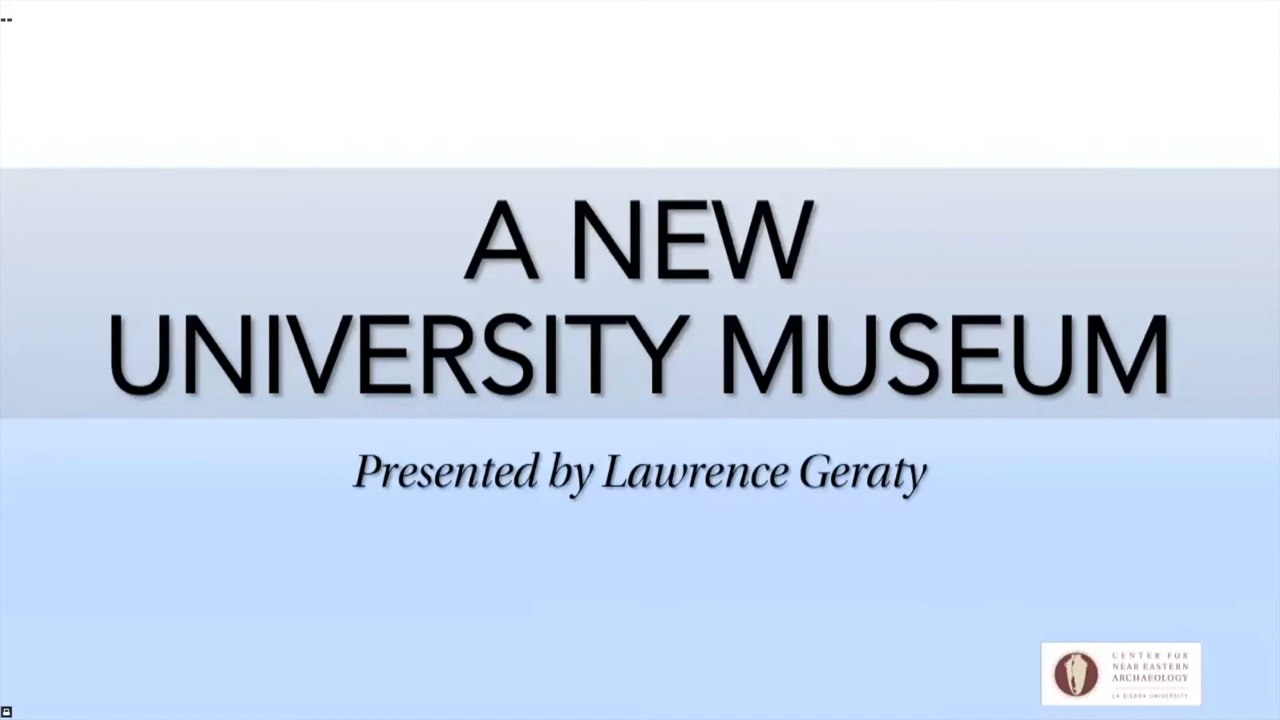 A NEW
UNIVERSITY MUSEUM
Presented by Lawrence Geraty
CENTER FOR
NEAR EASTERN
ARCHAEOLOGY
LA SIERRA UNIVERSITY